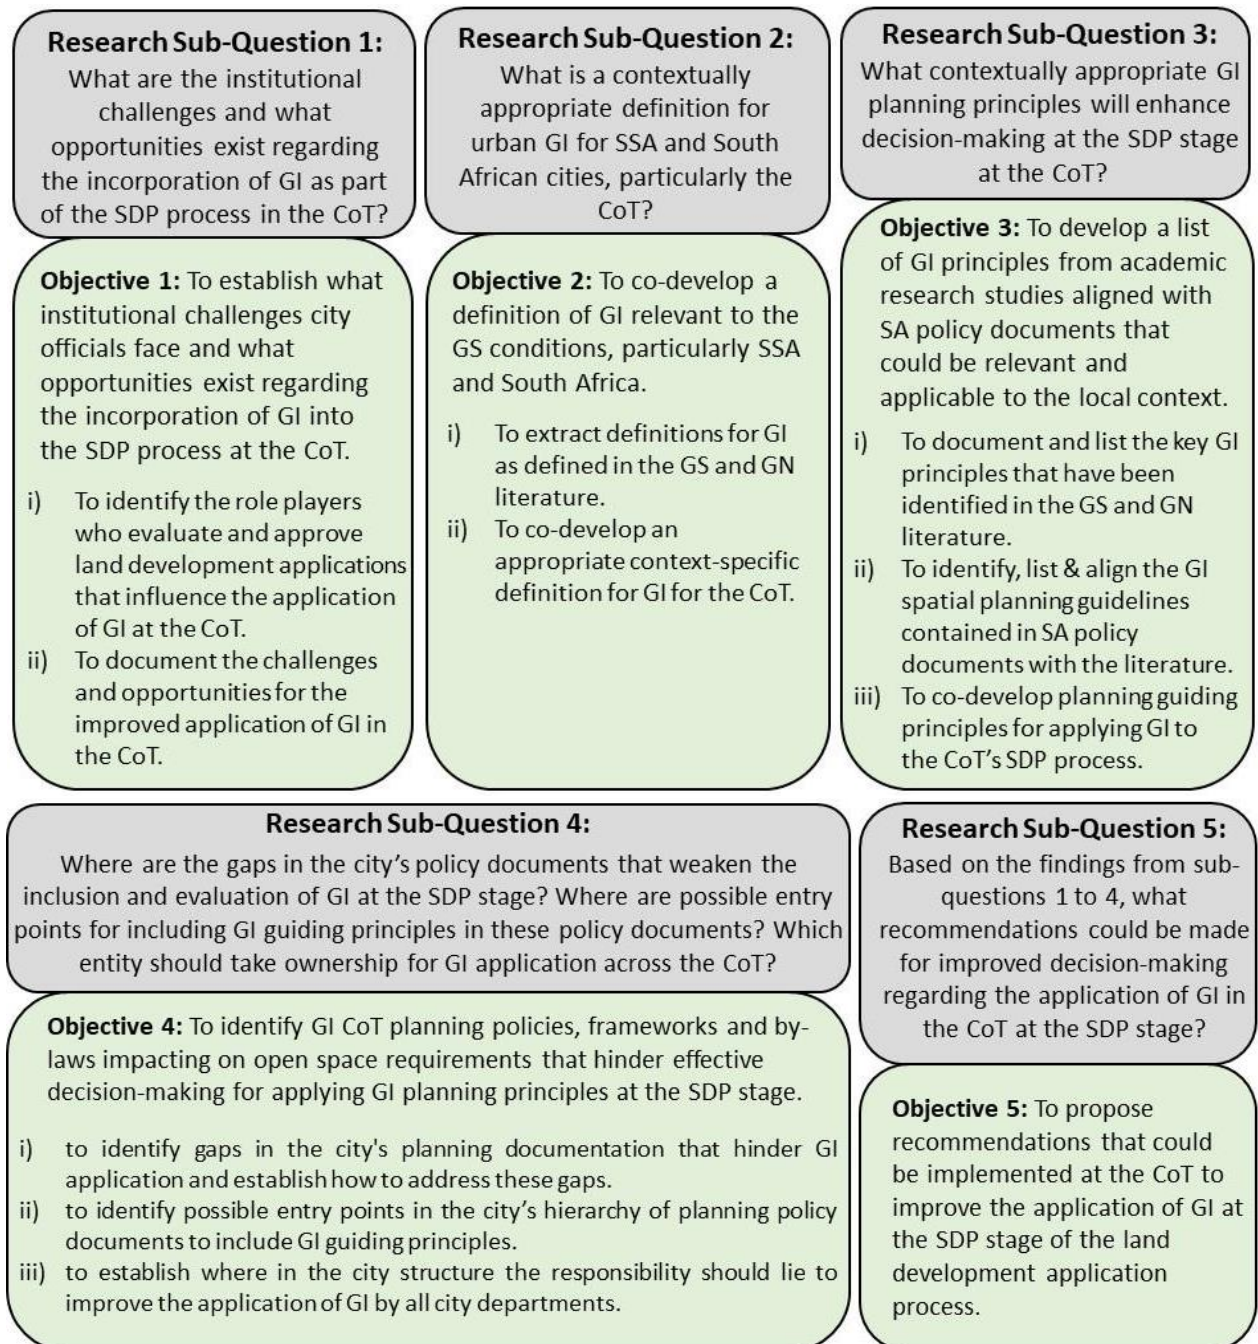 Research Sub-Question 1:
What are the institutional
challenges and what
opportunities exist regarding
the incorporation of GI as part
of the SDP process in the CoT?
Objective 1: To establish what
institutional challenges city
officials face and what
opportunities exist regarding
the incorporation of GI into
the SDP process at the CoT.
i) To identify the role players
who evaluate and approve
land development applications
that influence the application
of GI at the CoT.
ii) To document the challenges
and opportunities for the
improved application of GI in
the CoT.
Research Sub-Question 2:
What is a contextually
appropriate definition for
urban GI for SSA and South
African cities, particularly the
CoT?
Objective 2: To co-develop a
definition of GI relevant to the
GS conditions, particularly SSA
and South Africa.
i) To extract definitions for GI
as defined in the GS and GN
literature.
ii) To co-develop an
appropriate context-specific
definition for GI for the CoT.
Research Sub-Question 3:
What contextually appropriate GI
planning principles will enhance
decision-making at the SDP stage
at the CoT?
Objective 3: To develop a list
of GI principles from academic
research studies aligned with
SA policy documents that
could be relevant and
applicable to the local context.
i) To document and list the key GI
principles that have been
identified in the GS and GN
literature.
ii) To identify, list & align the GI
spatial planning guidelines
contained in SA policy
documents with the literature.
iii) To co-develop planning guiding
principles for applying GI to
the CoT's SDP process.
Research Sub-Question 4:
Where are the gaps in the city's policy documents that weaken the
inclusion and evaluation of GI at the SDP stage? Where are possible entry
points for including GI guiding principles in these policy documents? Which
entity should take ownership for GI application across the CoT?
Objective 4: To identify GI CoT planning policies, frameworks and by-
laws impacting on open space requirements that hinder effective
decision-making for applying GI planning principles at the SDP stage.
i) to identify gaps in the city's planning documentation that hinder GI
application and establish how to address these gaps.
ii) to identify possible entry points in the city's hierarchy of planning policy
documents to include GI guiding principles.
iii) to establish where in the city structure the responsibility should lie to
improve the application of GI by all city departments.
Research Sub-Question 5:
Based on the findings from sub-
questions 1 to 4, what
recommendations could be made
for improved decision-making
regarding the application of GI in
the CoT at the SDP stage?
Objective 5: To propose
recommendations that could
be implemented at the CoT to
improve the application of GI at
the SDP stage of the land
development application
process.